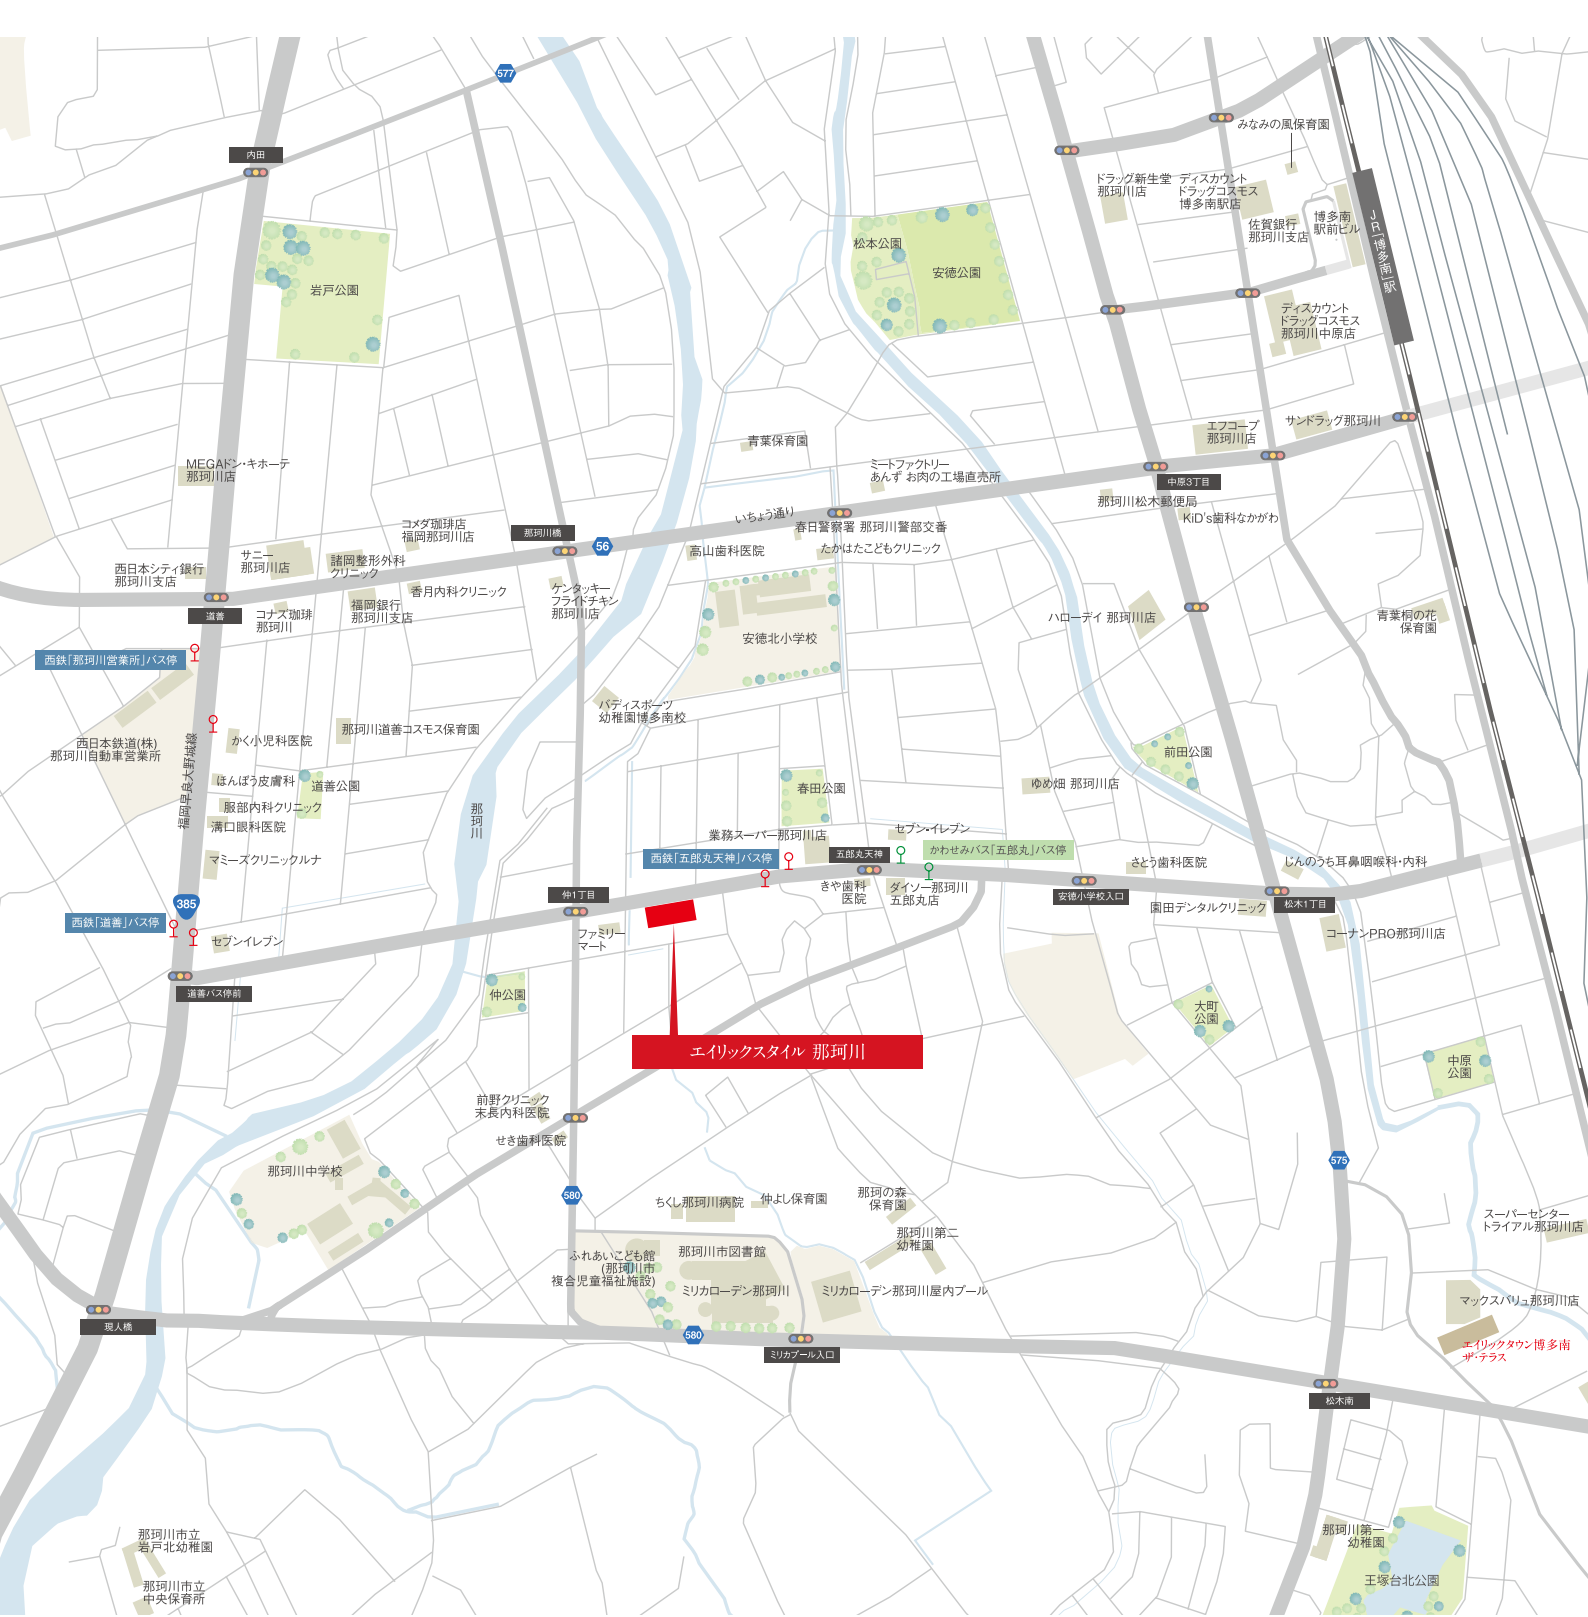 577
みなみの風保育園
内田
ドラッグ新生堂
那珂川店
ディスカウント
ドラッグコスモス
博多南駅店
佐賀銀行
那珂川支店
博多南
駅前ビル
JR「博多南」駅
松本公園
安徳公園
岩戸公園
ディスカウント
ドラッグコスモス
那珂川中原店
エフコープ
那珂川店
サンドラッグ那珂川
青葉保育園
MEGAドン・キホーテ
那珂川店
ミートファクトリー
あんず お肉の工場直売所
中原3丁目
那珂川松木郵便局
KiD'sこ歯科なかがわ
いちょう通り
コメダ珈琲店
福岡那珂川店
那珂川橋
56
春日警察署 那珂川警部交番
高山歯科医院
たかはたこどもクリニック
西日本シティ銀行
那珂川支店
サニー
那珂川店
諸岡整形外科
クリニック
香月内科クリニック
ケンタッキー
フライドチキン
那珂川店
道善
コナズ珈琲
那珂川
福岡銀行
那珂川支店
安徳北小学校
ハローデイ 那珂川店
青葉桐の花
保育園
西鉄「那珂川営業所」バス停
バディスポーツ
幼稚園博多南校
西日本鉄道(株)
那珂川自動車営業所
福岡早良大野城線
かく小児科医院
那珂川道善コスモス保育園
前田公園
ほんぼう皮膚科
道善公園
春田公園
ゆめ畑 那珂川店
服部内科クリニック
溝口眼科医院
那珂川
業務スーパー那珂川店
セブン-イレブン
マミーズクリニックルナ
西鉄「五郎丸天神」バス停
五郎丸天神
かわせみバス「五郎丸」バス停
さとう歯科医院
じんのうち耳鼻咽喉科・内科
きや歯科
医院
ダイソー那珂川
五郎丸店
安徳小学校入口
園田デンタルクリニック
松木1丁目
385
仲1丁目
西鉄「道善」バス停
セブンイレブン
ファミリー
マート
コーナンPRO那珂川店
道善バス停前
仲公園
大町
公園
エイリックスタイル 那珂川
中原
公園
前野クリニック
末長内科医院
せき歯科医院
那珂川中学校
575
580
ちくし那珂川病院
仲よし保育園
那珂の森
保育園
那珂川第二
幼稚園
スーパーセンター
トライアル那珂川店
ふれあいこども館
(那珂川市
複合児童福祉施設)
那珂川市図書館
ミリカローデン那珂川
ミリカローデン那珂川屋内プール
マックスバリュ那珂川店
現人橋
580
ミリカプール入口
エイリックタウン博多南
ザ・テラス
松木南
那珂川市立
岩戸北幼稚園
那珂川第一
幼稚園
那珂川市立
中央保育所
王塚台北公園